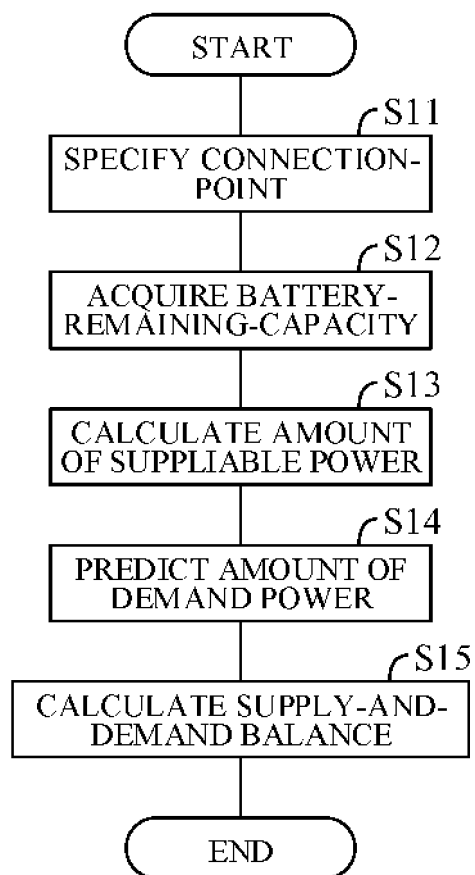 START
S11
SPECIFY CONNECTION-
POINT
S12
ACQUIRE BATTERY-
REMAINING-CAPACITY
S13
CALCULATE AMOUNT
OF SUPPLIABLE POWER
S14
PREDICT AMOUNT OF
DEMAND POWER
S15
CALCULATE SUPPLY-AND-
DEMAND BALANCE
END